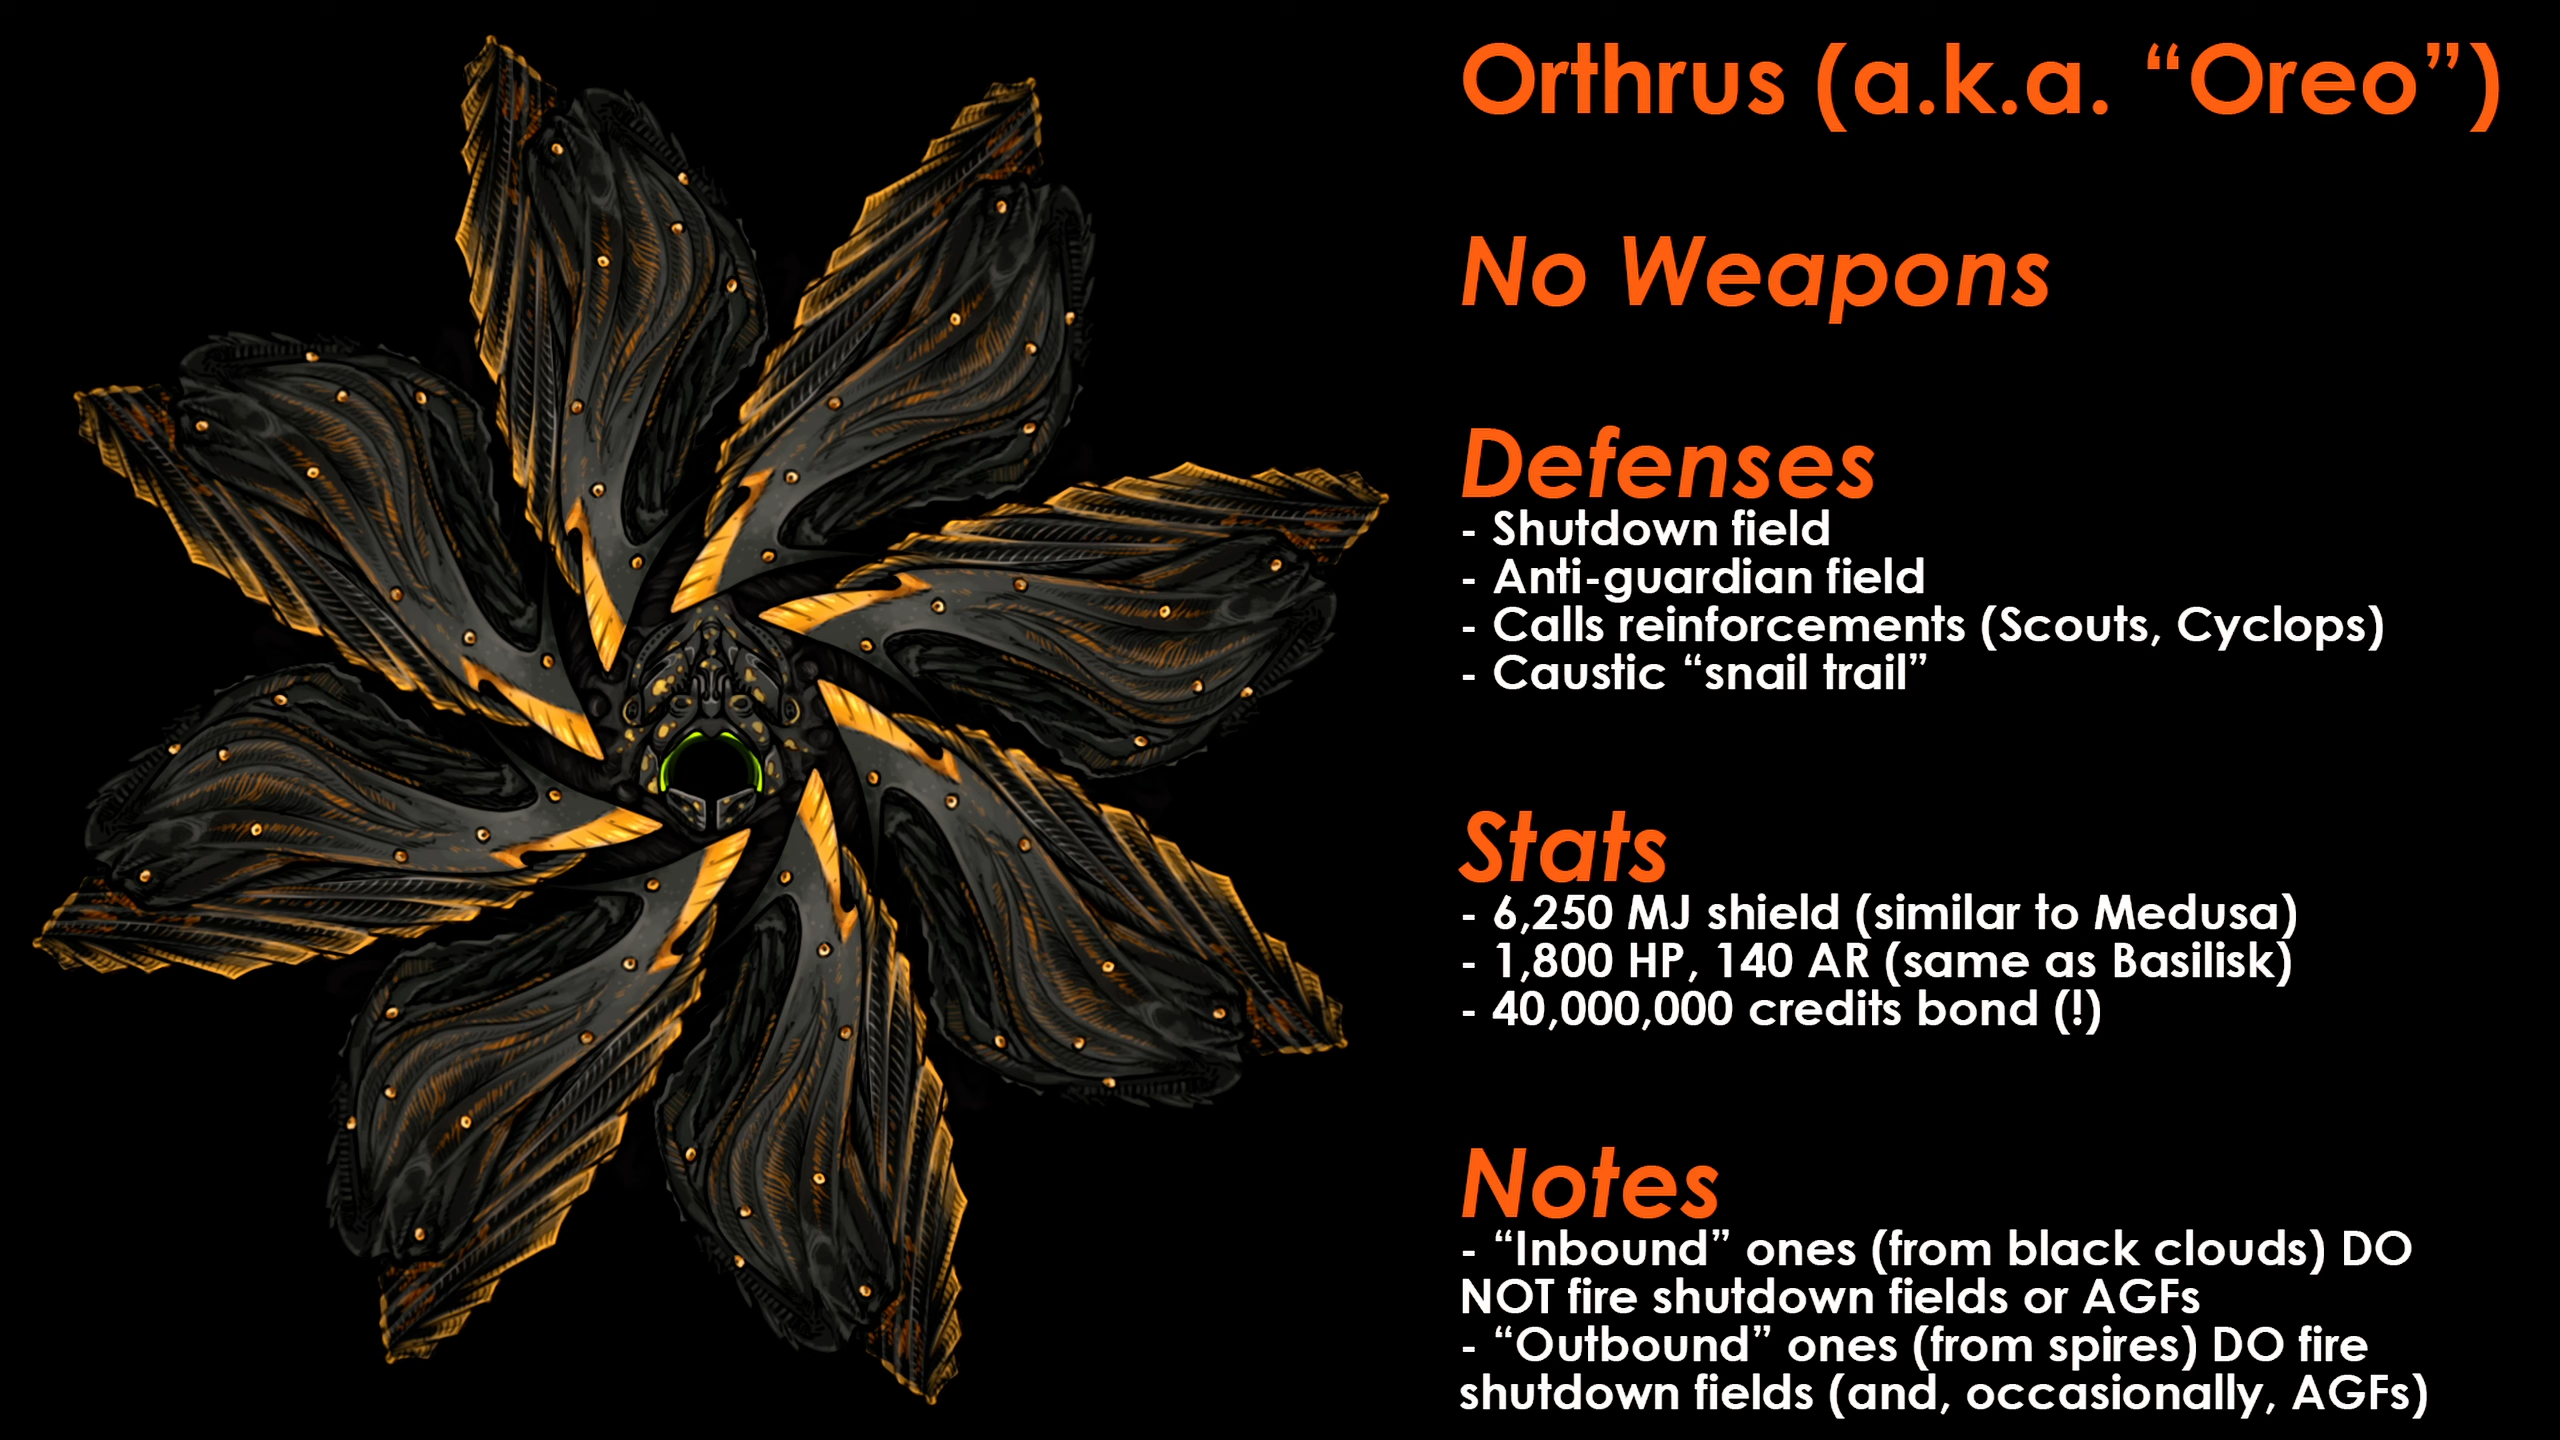 Orthrus (a.k.a. “Oreo”)
No Weapons
Defenses
- Shutdown field
- Anti-guardian field
- Calls reinforcements (Scouts, Cyclops)
- Caustic “snail trail”
Stats
- 6,250 MJ shield (similar to Medusa)
- 1,800 HP, 140 AR (same as Basilisk)
- 40,000,000 credits bond (!)
Notes
- “Inbound” ones (from black clouds) DO
NOT fire shutdown fields or AGFs
- “Outbound” ones (from spires) DO fire
shutdown fields (and, occasionally, AGFs)